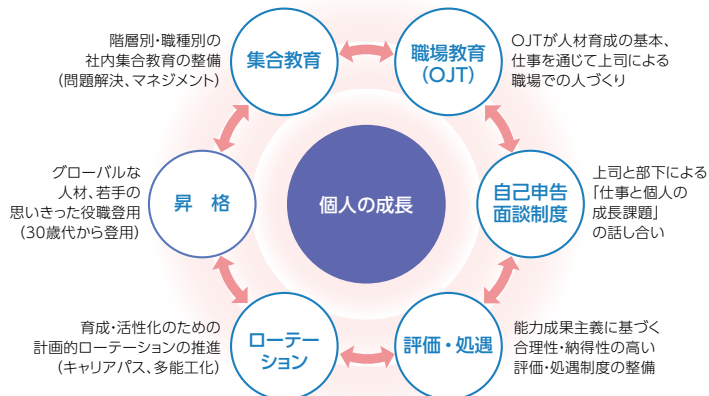 階層別・職種別の
社内集合教育の整備
（問題解決、マネジメント）
集合教育
職場教育
（OJT）
OJTが人材育成の基本、
仕事を通じて上司による
職場での人づくり
グローバルな
人材、若手の
思いきった役職登用
（30歳代から登用）
昇　格
個人の成長
自己申告
面談制度
上司と部下による
「仕事と個人の
成長課題」
の話し合い
育成・活性化のための
計画的ローテーションの推進
（キャリアパス、多能工化）
ローテー
ション
評価・処遇
能力成果主義に基づく
合理性・納得性の高い
評価・処遇制度の整備